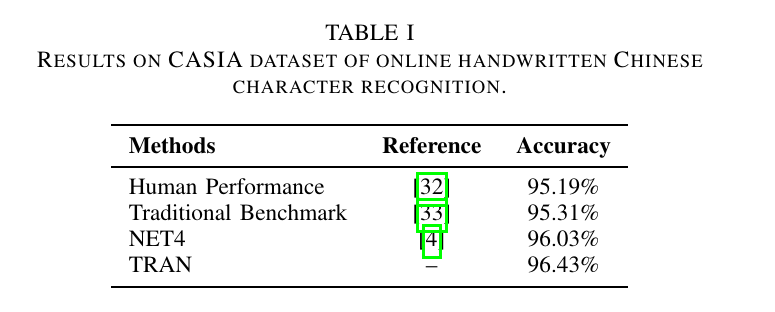 TABLE I
RESULTS ON CASIA DATASET OF ONLINE HANDWRITTEN CHINESE
CHARACTER RECOGNITION.
Methods Reference Accuracy
Human Performance [32] 95.19%
Traditional Benchmark [33] 95.31%
NET4 [4] 96.03%
TRAN – 96.43%